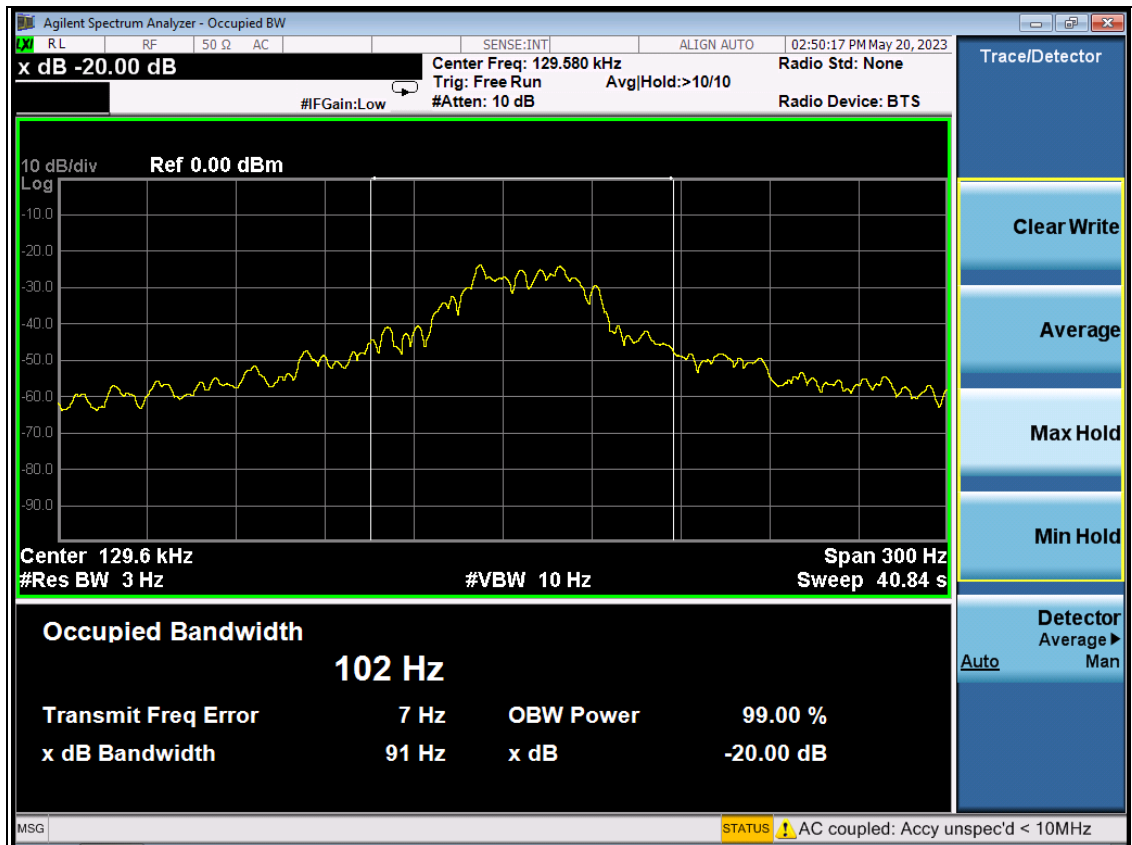 Agilent Spectrum Analyzer - Occupied BW
LXI RL RF 50 Ω AC SENSE:INT ALIGN AUTO 02:50:17 PM May 20, 2023
x dB -20.00 dB
Center Freq: 129.580 kHz
Radio Std: None
Trig: Free Run Avg|Hold:>10/10
#IFGain:Low #Atten: 10 dB Radio Device: BTS
10 dB/div Ref 0.00 dBm
Log
-10.0
-20.0
-30.0
-40.0
-50.0
-60.0
-70.0
-80.0
-90.0
Center 129.6 kHz Span 300 Hz
#Res BW 3 Hz #VBW 10 Hz Sweep 40.84 s
Occupied Bandwidth
102 Hz
Transmit Freq Error 7 Hz OBW Power 99.00 %
x dB Bandwidth 91 Hz x dB -20.00 dB
Trace/Detector
Clear Write
Average
Max Hold
Min Hold
Detector
Average▶
Auto Man
MSG STATUS AC coupled: Accy unspec'd < 10MHz